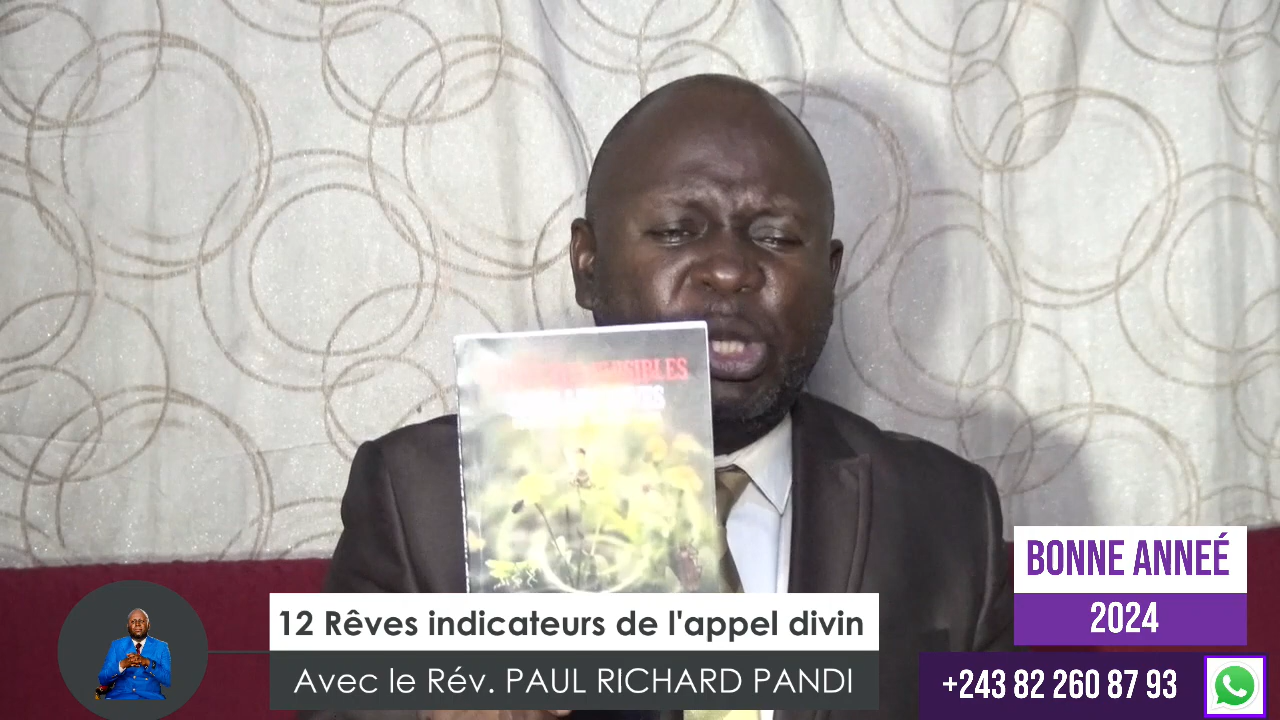 12 Rêves indicateurs de l'appel divin
Avec le Rév. PAUL RICHARD PANDI
BONNE ANNEÉ
2024
+243 82 260 87 93